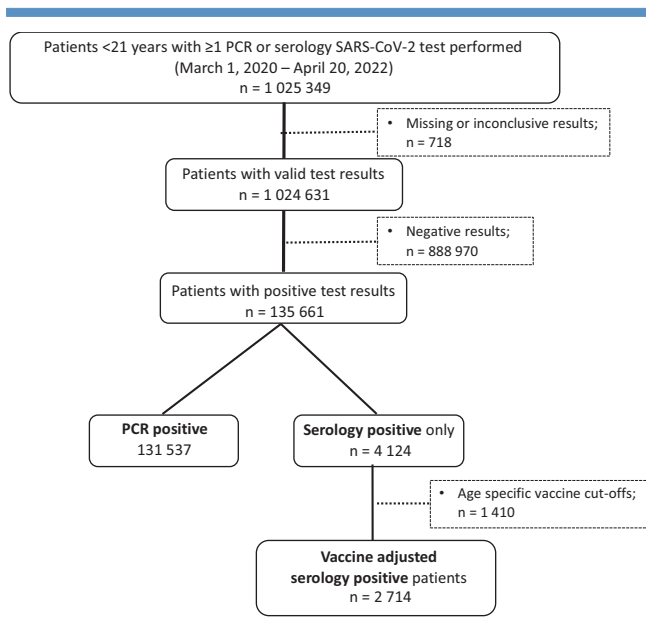 Patients <21 years with ≥1 PCR or serology SARS-CoV-2 test performed
(March 1, 2020 – April 20, 2022)
n = 1 025 349
• Missing or inconclusive results;
n = 718
Patients with valid test results
n = 1 024 631
• Negative results;
n = 888 970
Patients with positive test results
n = 135 661
PCR positive
131 537
Serology positive only
n = 4 124
• Age specific vaccine cut-offs;
n = 1 410
Vaccine adjusted
serology positive patients
n = 2 714